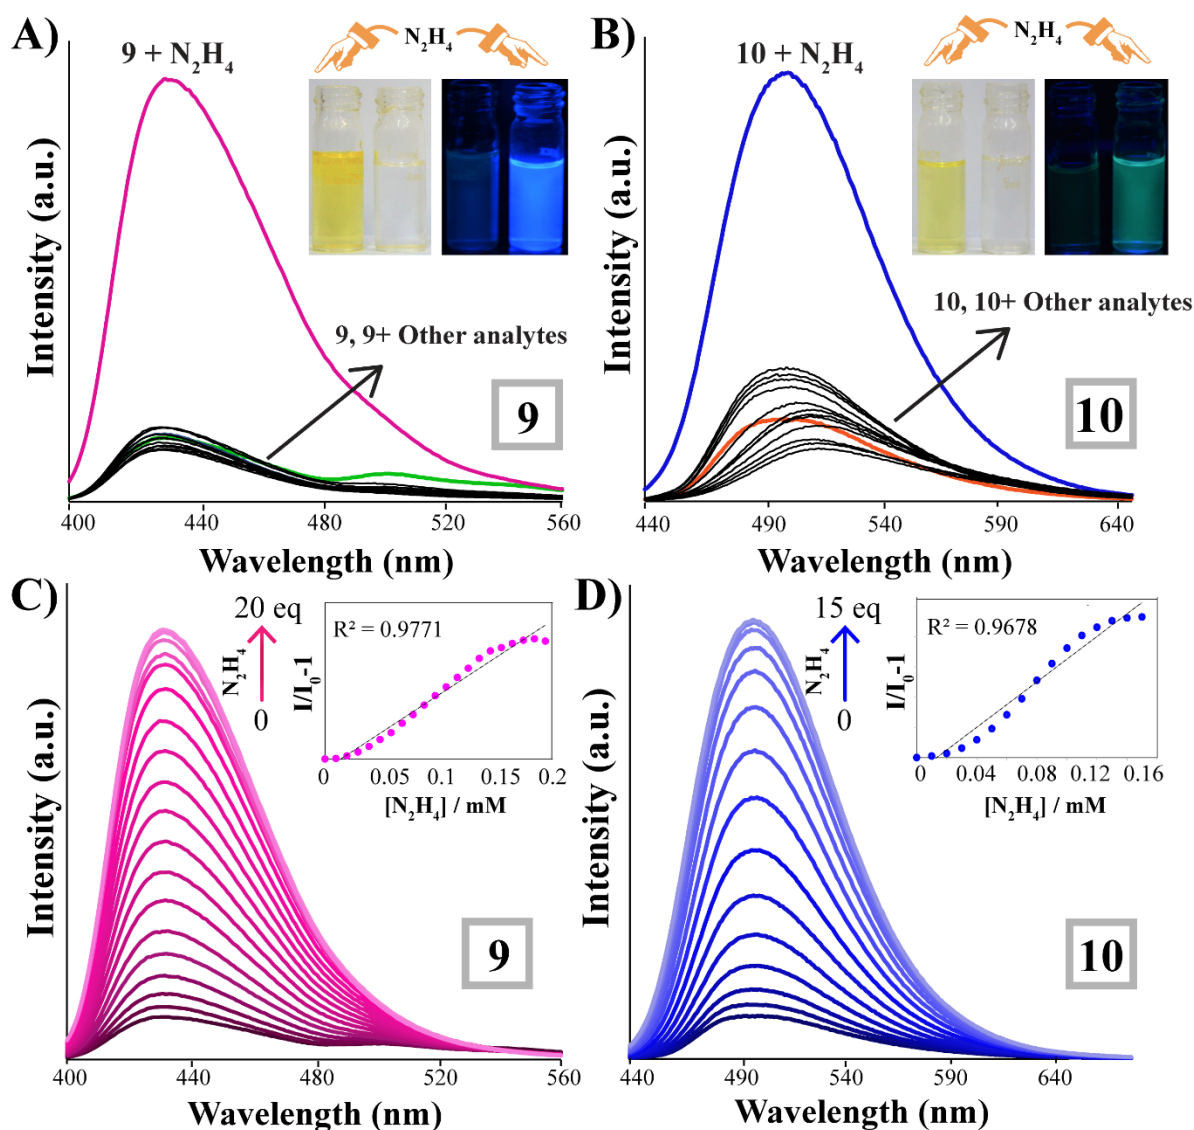 A)
9 + N₂H₄
N₂H₄
Intensity (a.u.)
9, 9+ Other analytes
9
400 440 480 520 560
Wavelength (nm)
B)
10 + N₂H₄
N₂H₄
Intensity (a.u.)
10, 10+ Other analytes
10
440 490 540 590 640
Wavelength (nm)
C)
20 eq
N₂H₄
0
Intensity (a.u.)
R² = 0.9771
I/I₀-1
0 0.05 0.1 0.15 0.2
[N₂H₄] / mM
9
400 440 480 520 560
Wavelength (nm)
D)
15 eq
N₂H₄
0
Intensity (a.u.)
R² = 0.9678
I/I₀-1
0 0.04 0.08 0.12 0.16
[N₂H₄] / mM
10
440 490 540 590 640
Wavelength (nm)